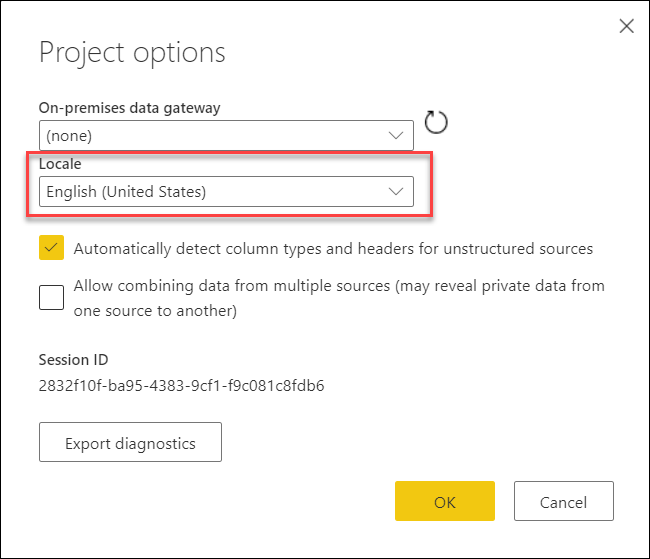 Project options
On-premises data gateway
(none)
Locale
English (United States)
Automatically detect column types and headers for unstructured sources
Allow combining data from multiple sources (may reveal private data from
one source to another)
Session ID
2832f10f-ba95-4383-9cf1-f9c081c8fdb6
Export diagnostics
OK
Cancel